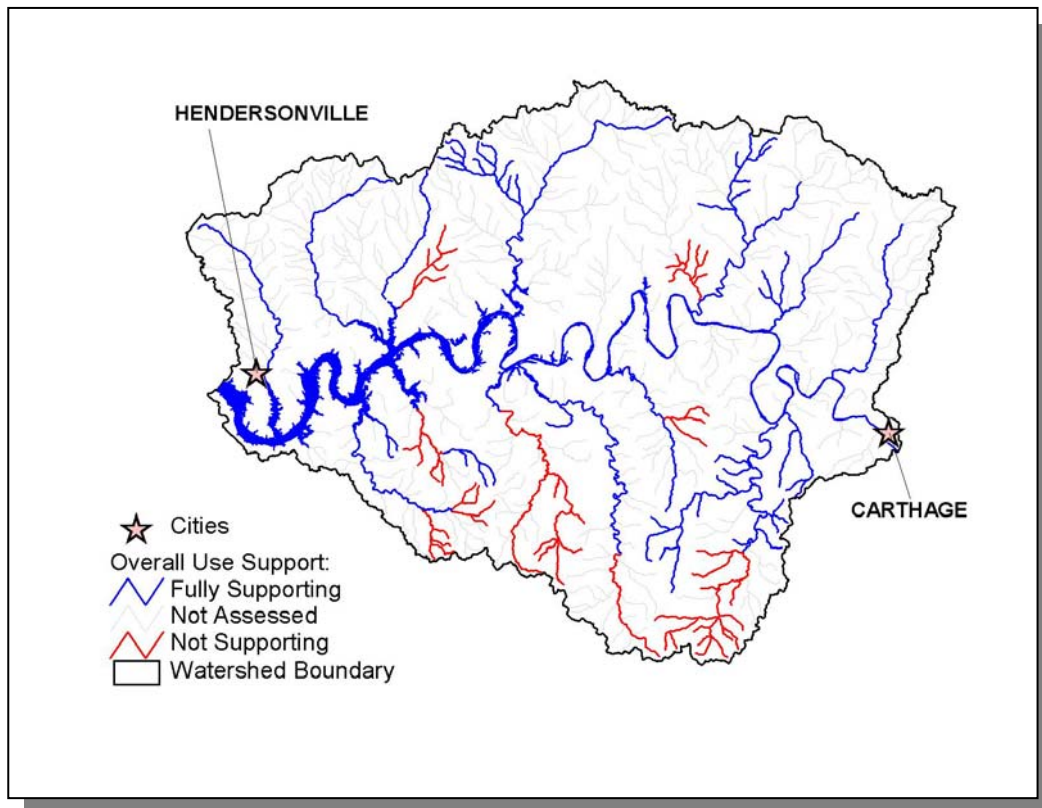 HENDERSONVILLE
CARTHAGE
Cities
Overall Use Support:
Fully Supporting
Not Assessed
Not Supporting
Watershed Boundary